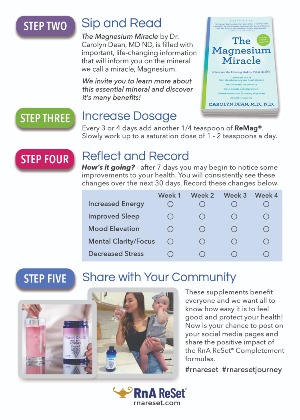 STEP TWO
Sip and Read
The Magnesium Miracle by Dr.
Carolyn Dean, MD ND, is filled with
important, life-changing information
that will inform you on the mineral
we call a miracle, Magnesium.
We invite you to learn more about
this essential mineral and discover
it's many benefits!
The
Magnesium
Miracle
CAROLYN DEAN, M.D., N.D.
STEP THREE
Increase Dosage
Every 3 or 4 days add another 1/4 teaspoon of ReMag®.
Slowly work up to a saturation dose of 1 - 2 teaspoons a day.
STEP FOUR
Reflect and Record
How's it going? - after 7 days you may begin to notice some
improvements to your health. You will consistently see these
changes over the next 30 days. Record these changes below.
Week 1 Week 2 Week 3 Week 4
Increased Energy
Improved Sleep
Mood Elevation
Mental Clarity/Focus
Decreased Stress
STEP FIVE
Share with Your Community
These supplements benefit
everyone and we want all to
know how easy it is to feel
good and protect your health!
Now is your chance to post on
your social media pages and
share the positive impact of
the RnA ReSet® Completement
formulas.
#rnareset #rnaresetjourney
RnA ReSet®
rnareset.com